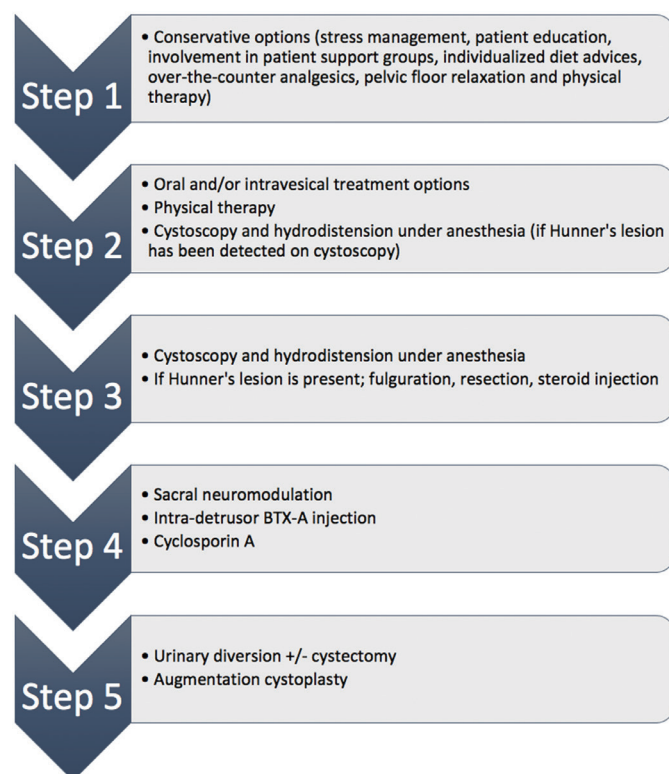 Step 1
• Conservative options (stress management, patient education,
involvement in patient support groups, individualized diet advices,
over-the-counter analgesics, pelvic floor relaxation and physical
therapy)
Step 2
• Oral and/or intravesical treatment options
• Physical therapy
• Cystoscopy and hydrodistension under anesthesia (if Hunner's lesion
has been detected on cystoscopy)
Step 3
• Cystoscopy and hydrodistension under anesthesia
• If Hunner's lesion is present; fulguration, resection, steroid injection
Step 4
• Sacral neuromodulation
• Intra-detrusor BTX-A injection
• Cyclosporin A
Step 5
• Urinary diversion +/- cystectomy
• Augmentation cystoplasty